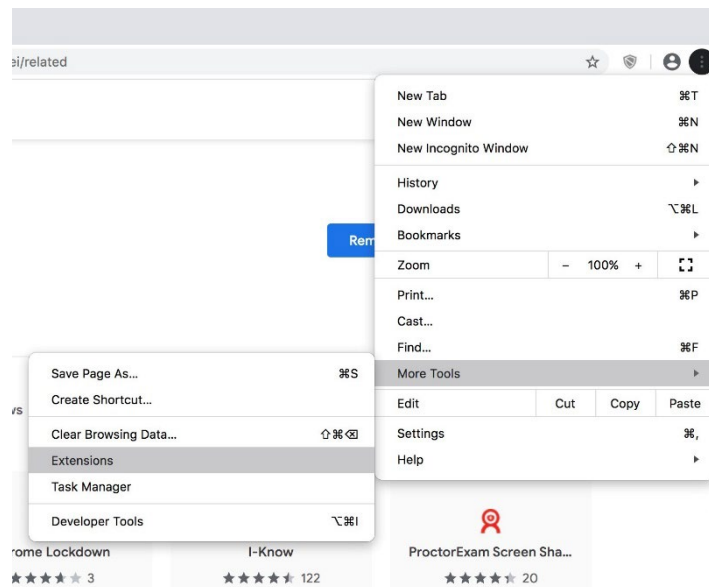 ei/related
New Tab ⌘T
New Window ⌘N
New Incognito Window ⇧⌘N
History
Downloads ⌥⌘L
Bookmarks
Zoom - 100% +
Print... ⌘P
Cast...
Find... ⌘F
More Tools
Edit Cut Copy Paste
Settings ⌘,
Help
Rem
Save Page As... ⌘S
Create Shortcut...
Clear Browsing Data... ⇧⌘⌫
Extensions
Task Manager
Developer Tools ⌥⌘I
ws
rome Lockdown
3
I-Know
122
ProctorExam Screen Sha...
20